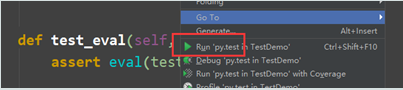 Folding
Go To
Generate... Alt+Insert
def test_eval(self, Run 'py.test in TestDemo' Ctrl+Shift+F10
assert eval(test Debug 'py.test in TestDemo'
Run 'py.test in TestDemo' with Coverage
Profile 'py.test in TestDemo'